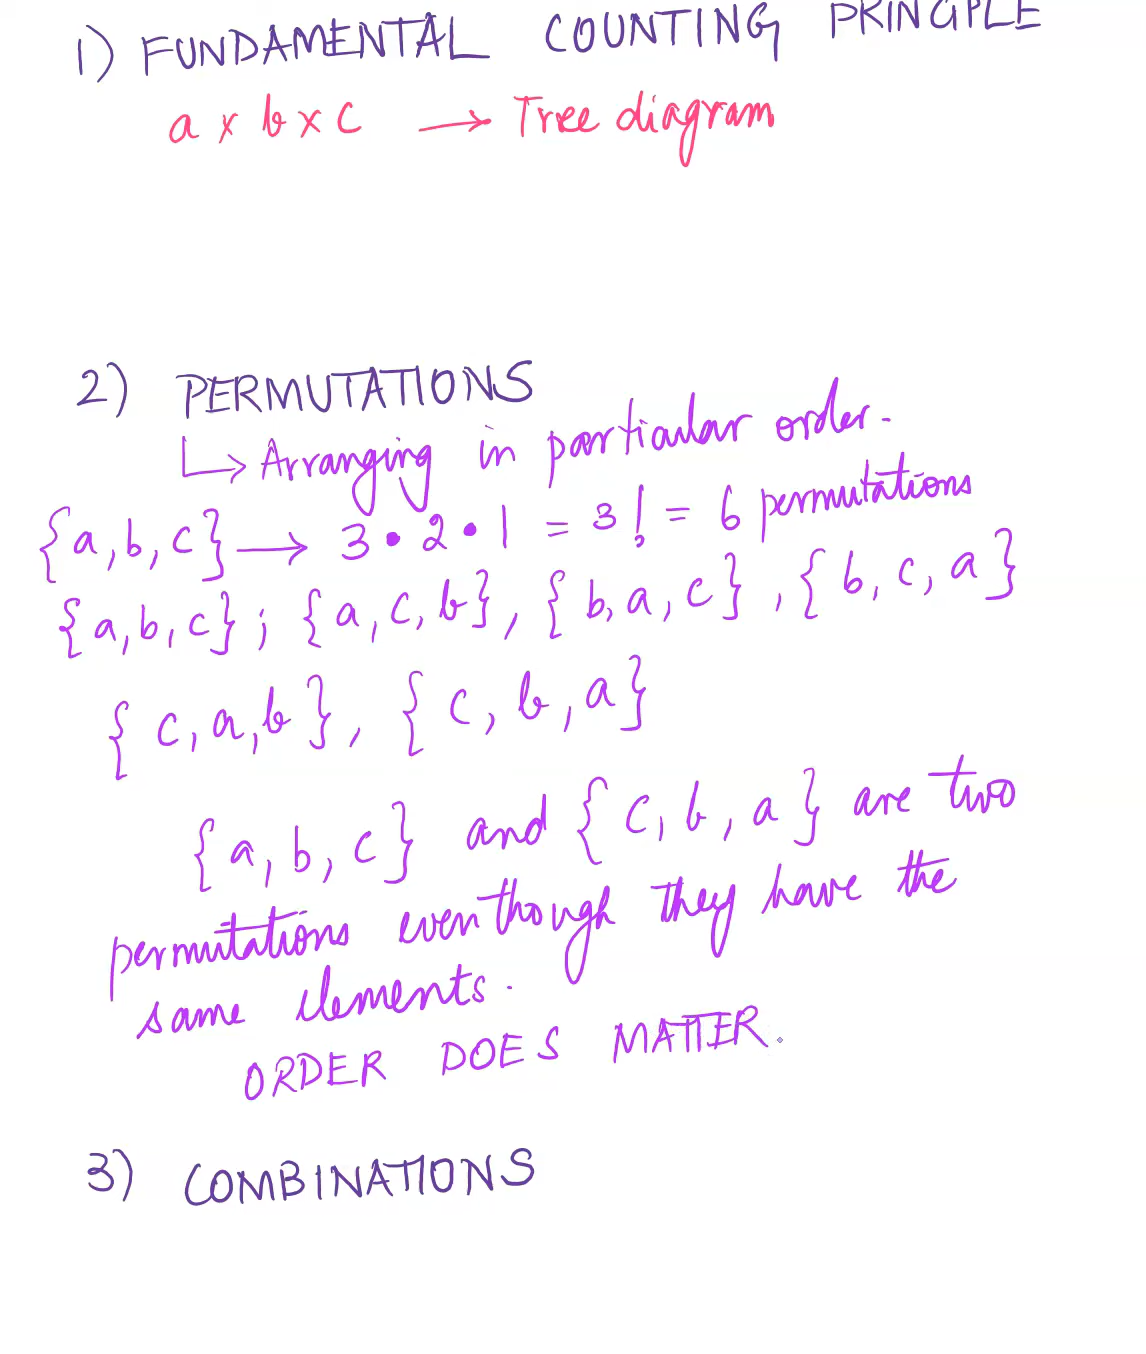 1) FUNDAMENTAL COUNTING PRINCIPLE
a x b x c → Tree diagram
2) PERMUTATIONS
↳ Arranging in particular order.
{a, b, c} → 3 • 2 • 1 = 3! = 6 permutations
{a, b, c} ; {a, c, b} , {b, a, c} , {b, c, a}
{c, a, b} , {c, b, a}
{a, b, c} and {c, b, a} are two
permutations eventhough they have the
same elements.
ORDER DOES MATTER.
3) COMBINATIONS